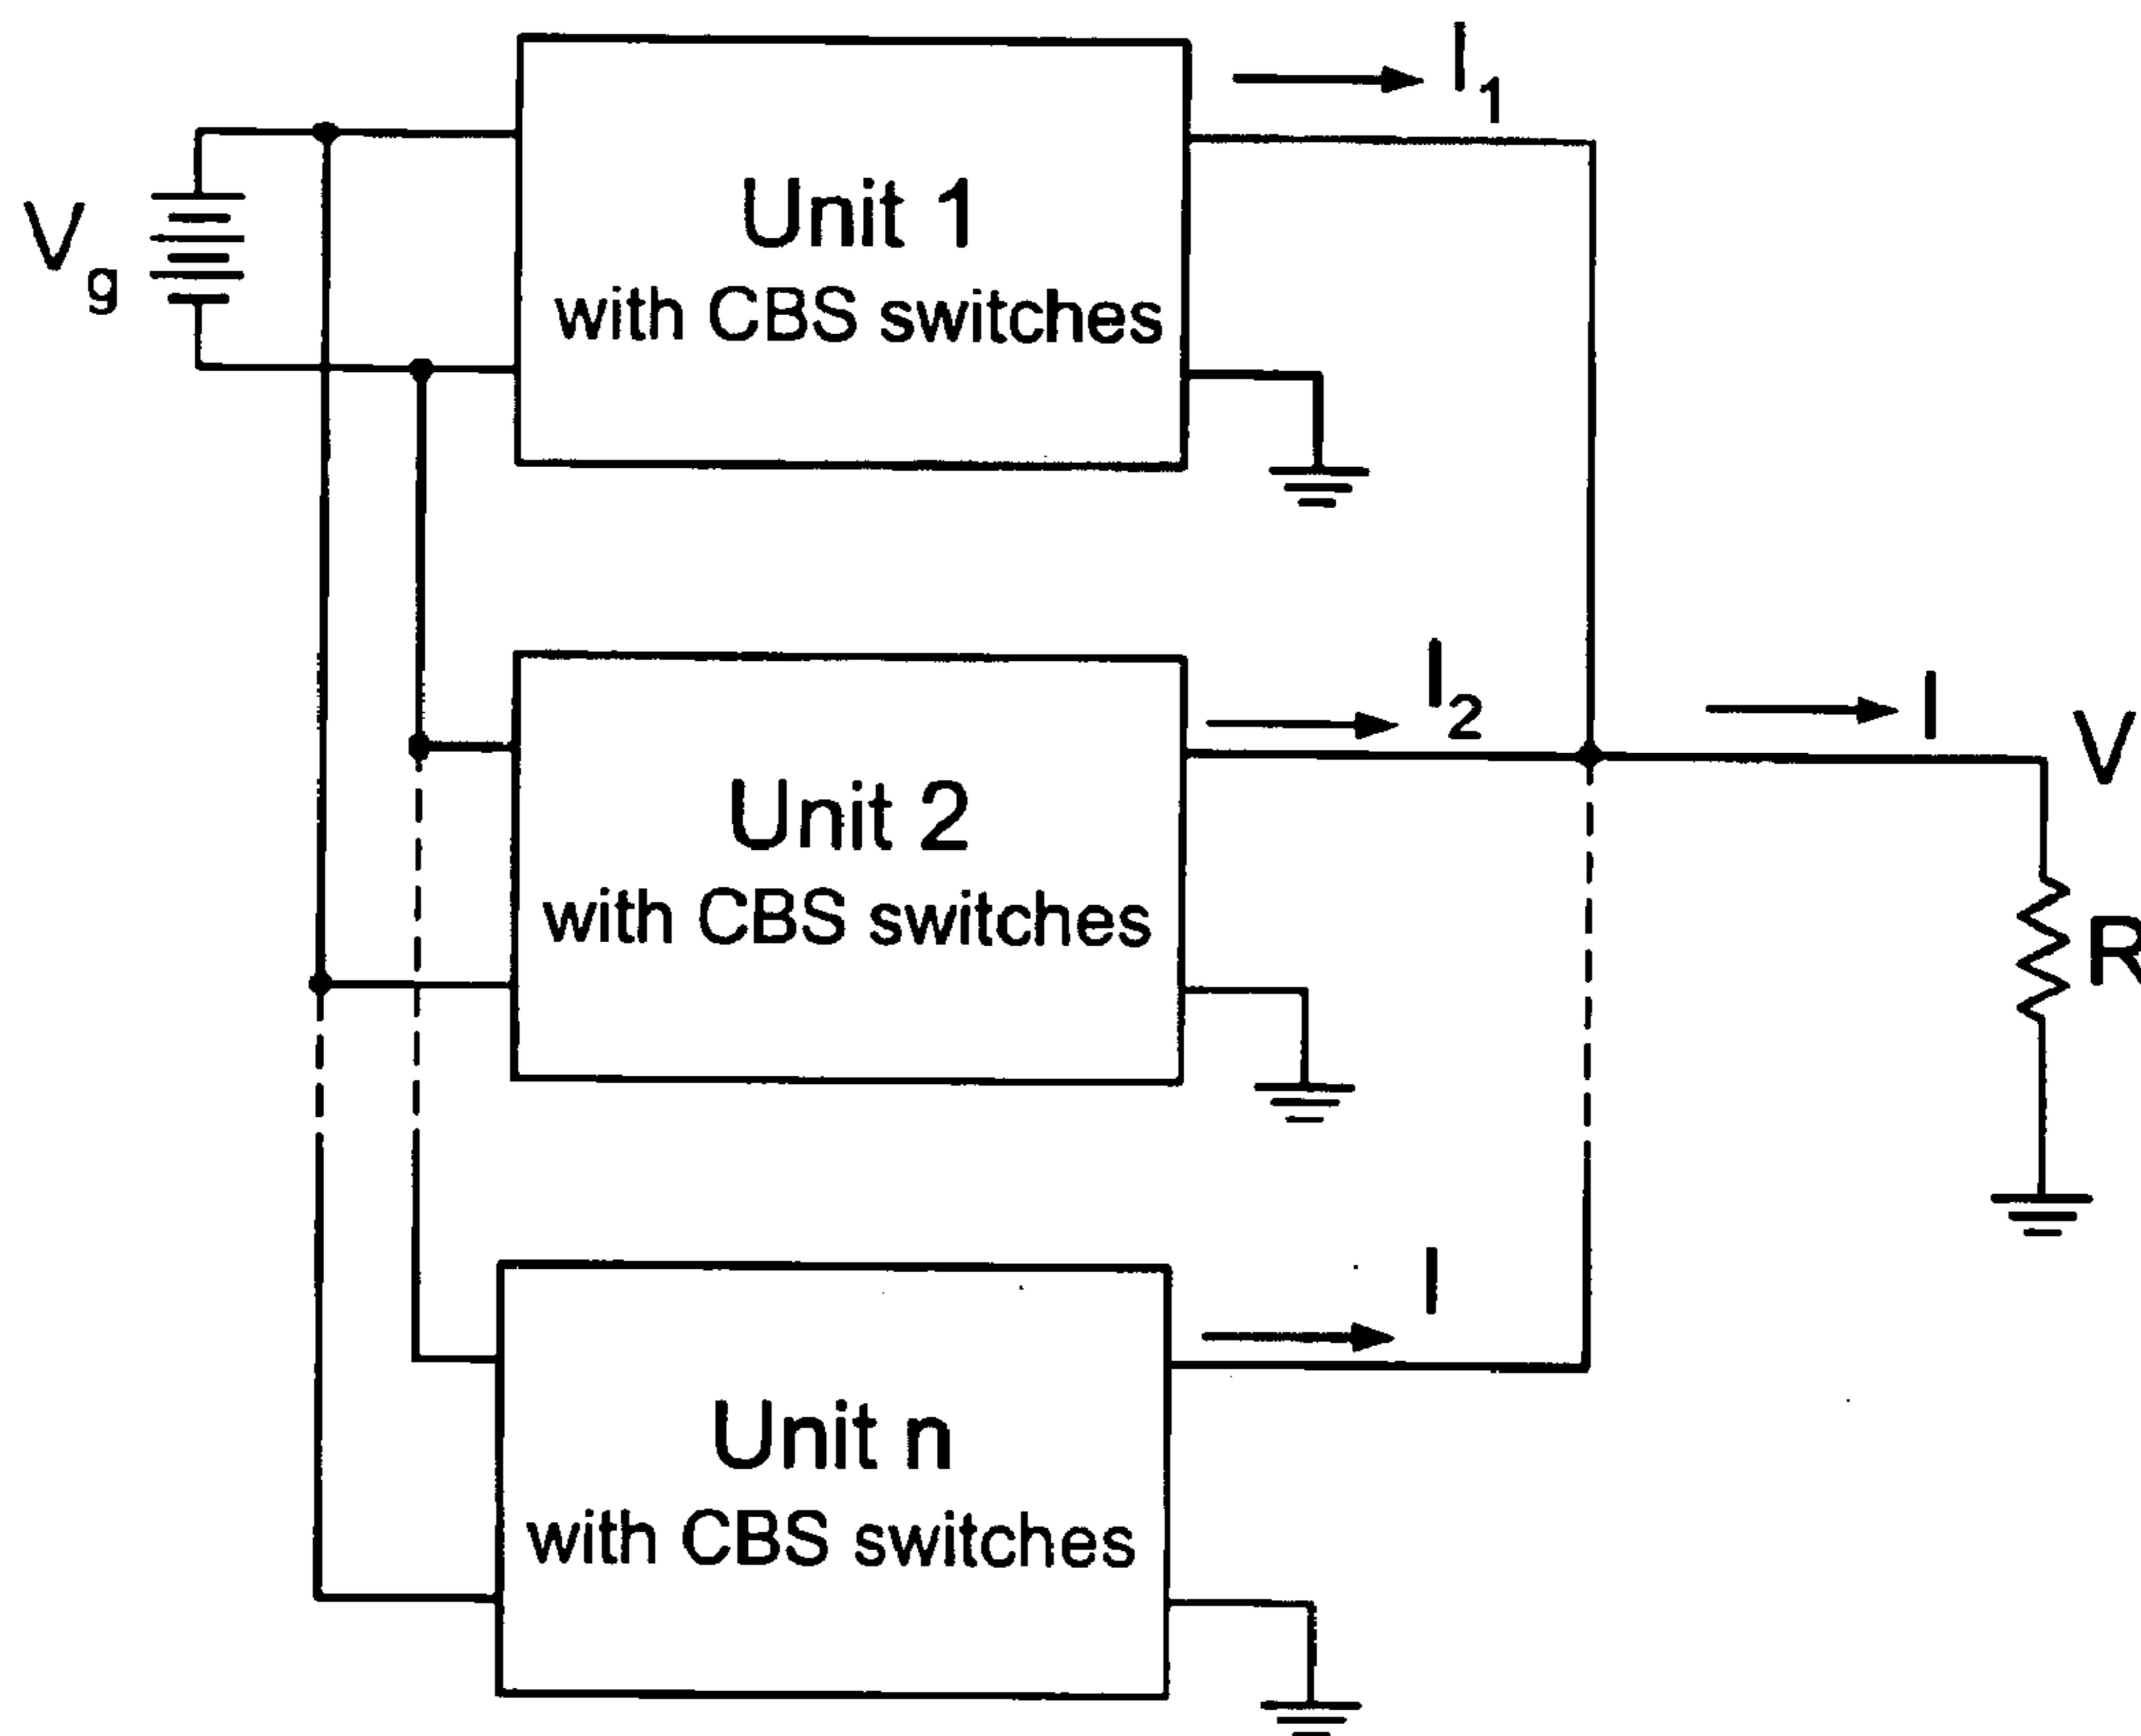 I1
Vg
Unit 1
with CBS switches
I2
I
V
Unit 2
with CBS switches
R
I
Unit n
with CBS switches